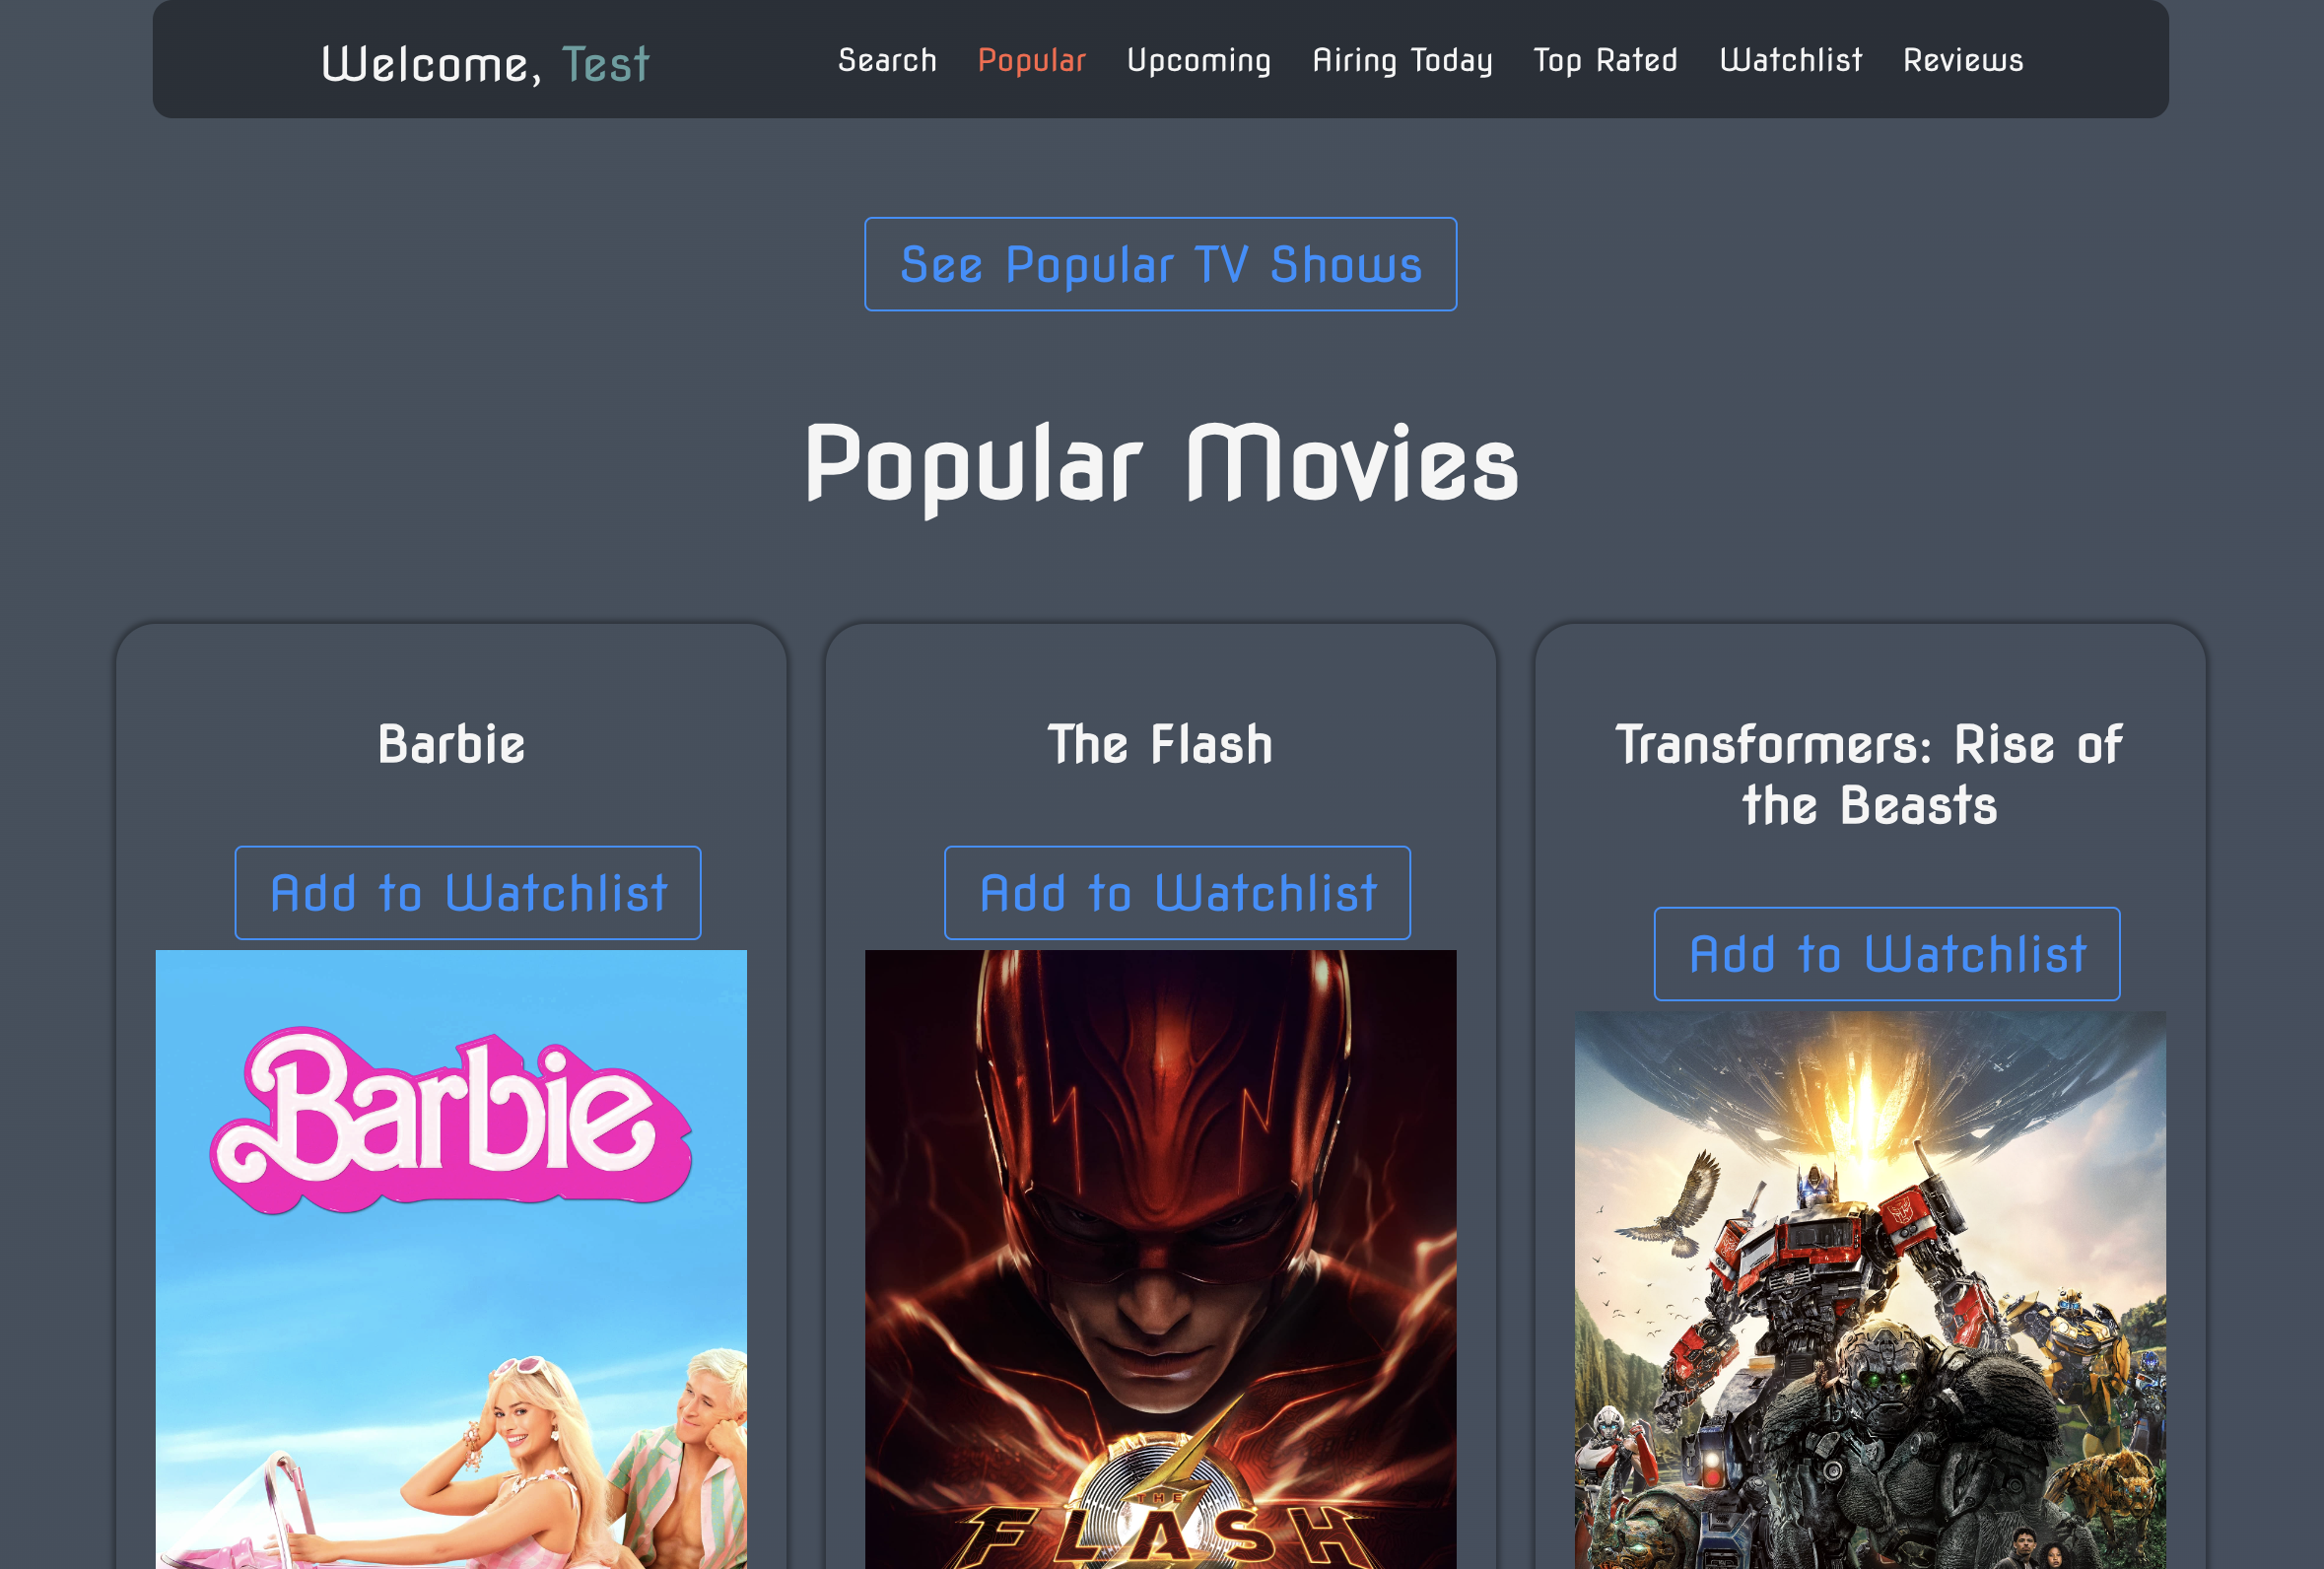 Welcome, Test
Search Popular Upcoming Airing Today Top Rated Watchlist Reviews
See Popular TV Shows
Popular Movies
Barbie
Add to Watchlist
Barbie
The Flash
Add to Watchlist
THE
FLASH
Transformers: Rise of
the Beasts
Add to Watchlist